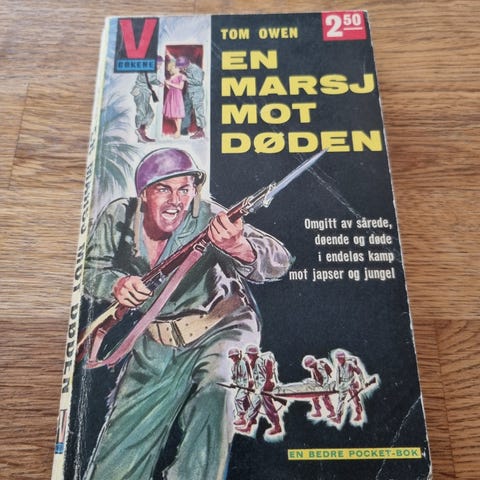 V
BØKENE
TOM OWEN
2.50
EN
MARSJ
MOT
DØDEN
Omgitt av sårede,
døende og døde
i endeløs kamp
mot japser og jungel
EN BEDRE POCKET-BOK